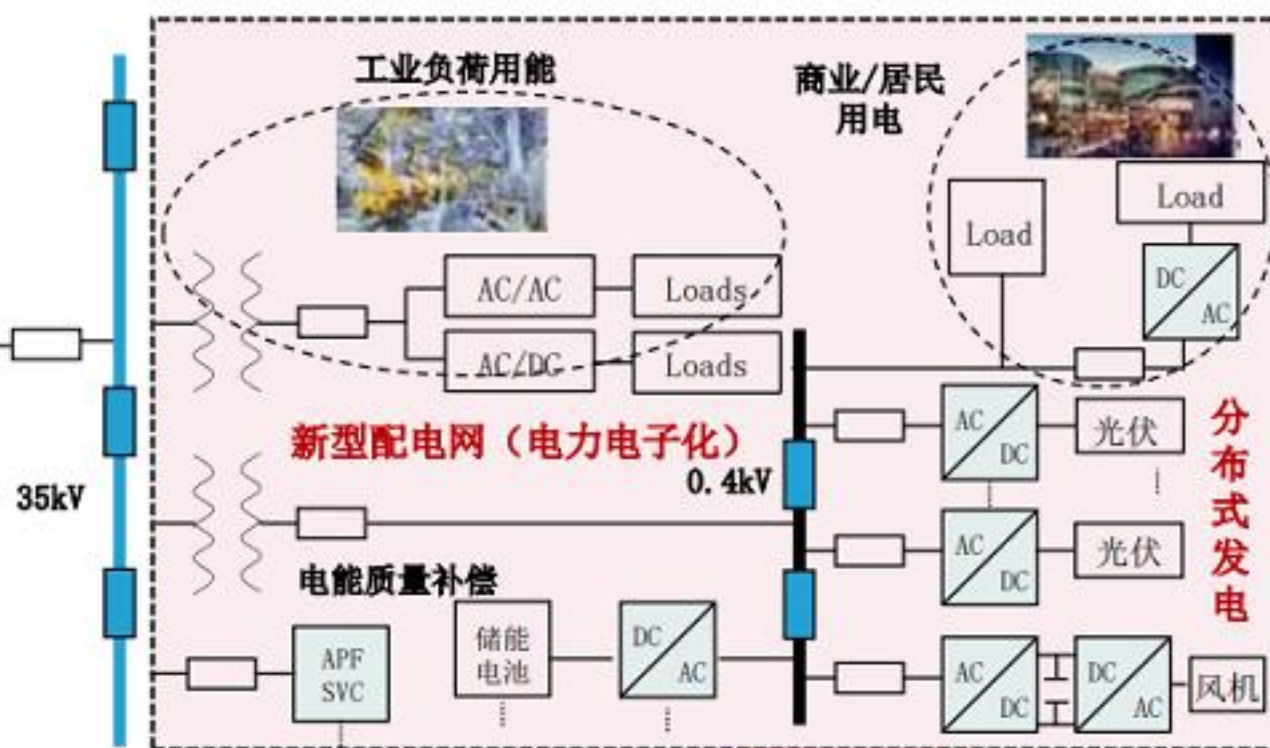 工业负荷用能
商业/居民
用电
Load
Load
DC
AC
AC/AC
Loads
AC/DC
Loads
新型配电网（电力电子化）
35kV
0.4kV
AC
DC
光伏
AC
DC
光伏
分布式发电
电能质量补偿
APF
SVC
储能
电池
DC
AC
AC
DC
DC
AC
风机